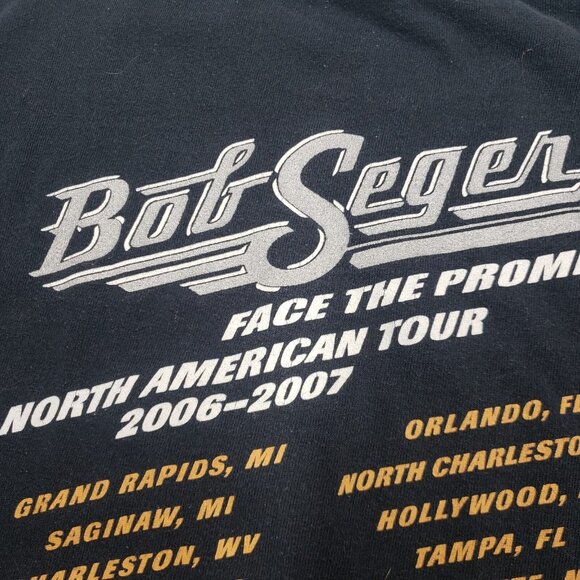 Bob Seger
FACE THE PROMI
NORTH AMERICAN TOUR
2006-2007
GRAND RAPIDS, MI
SAGINAW, MI
HARLESTON, WV
ORLANDO, F
NORTH CHARLESTO
HOLLYWOOD,
TAMPA, FL